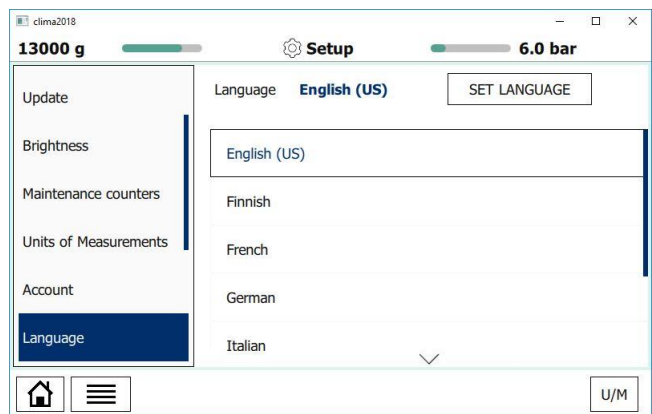 clima2018
13000 g Setup 6.0 bar
Update
Brightness
Maintenance counters
Units of Measurements
Account
Language
Language English (US) SET LANGUAGE
English (US)
Finnish
French
German
Italian
U/M